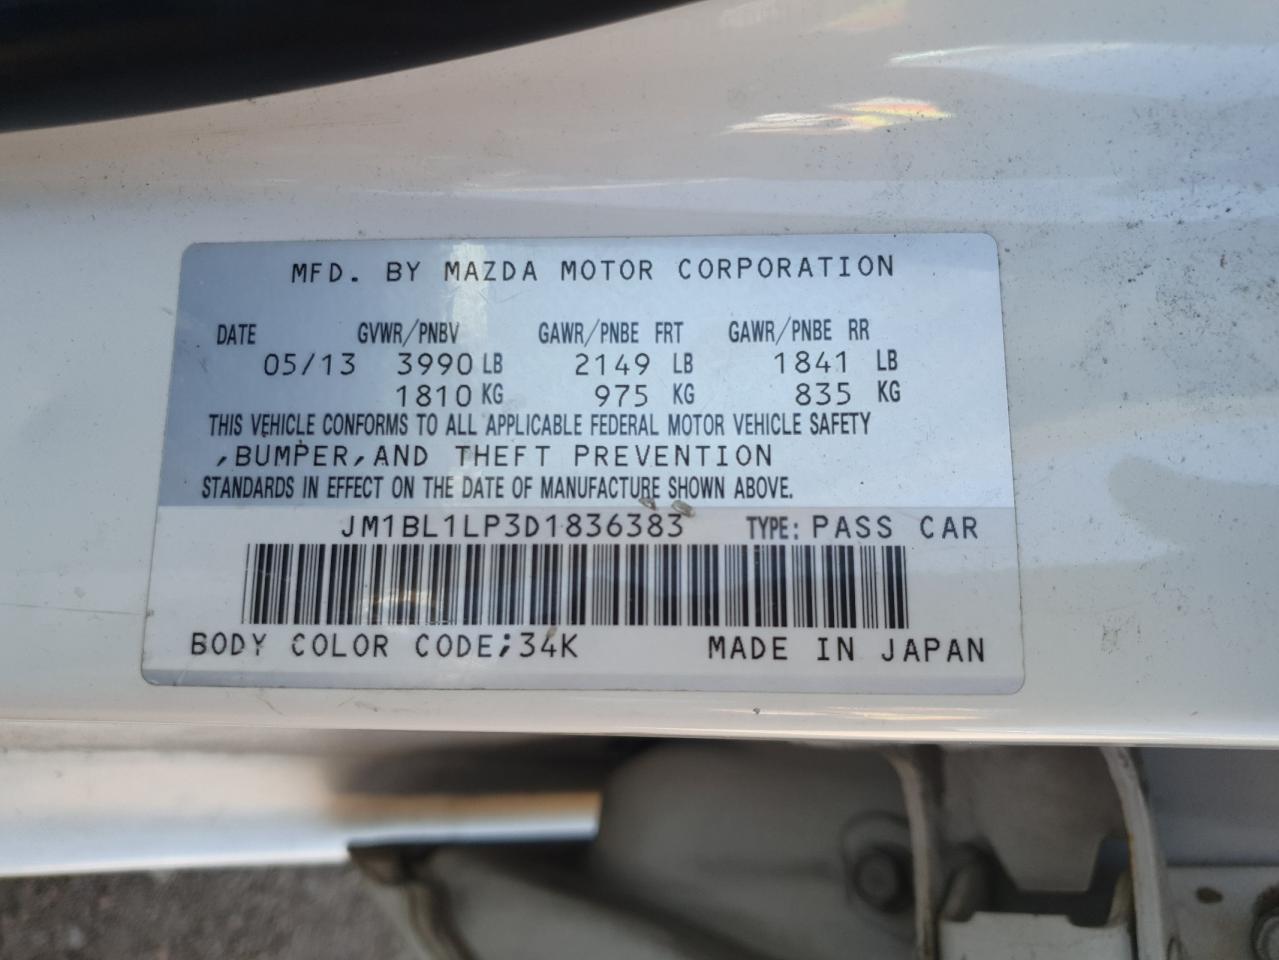 MFD. BY MAZDA MOTOR CORPORATION
DATE GVWR/PNBV GAWR/PNBE FRT GAWR/PNBE RR
05/13 3990 LB 2149 LB 1841 LB
1810 KG 975 KG 835 KG
THIS VEHICLE CONFORMS TO ALL APPLICABLE FEDERAL MOTOR VEHICLE SAFETY
,BUMPER,AND THEFT PREVENTION
STANDARDS IN EFFECT ON THE DATE OF MANUFACTURE SHOWN ABOVE.
JM1BL1LP3D1836383 TYPE: PASS CAR
BODY COLOR CODE;34K MADE IN JAPAN